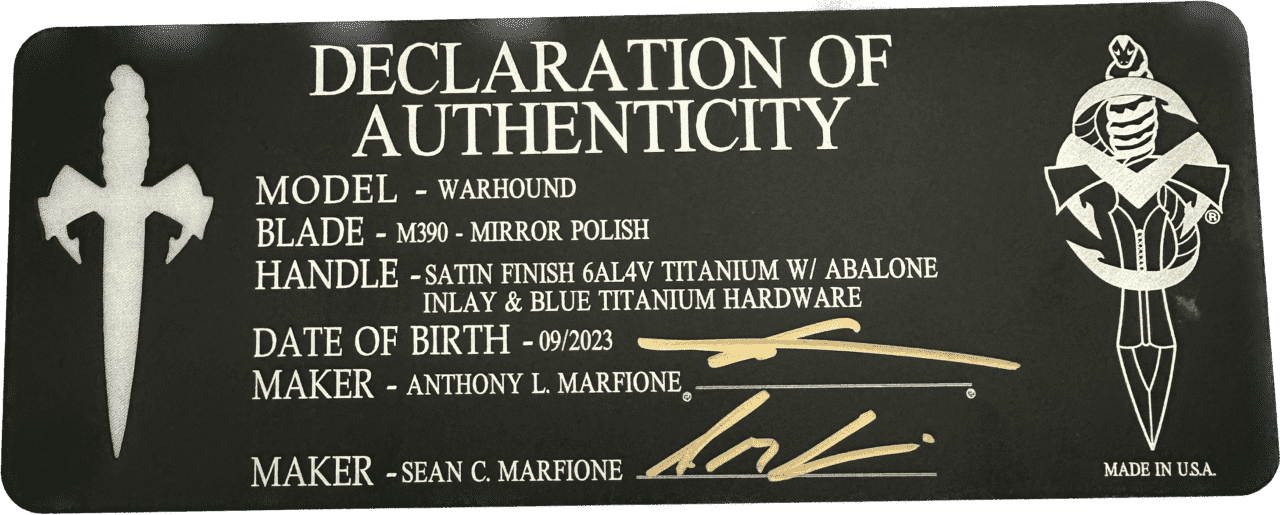 DECLARATION OF
AUTHENTICITY
MODEL - WARHOUND
BLADE - M390 - MIRROR POLISH
HANDLE - SATIN FINISH 6AL4V TITANIUM W/ ABALONE
INLAY & BLUE TITANIUM HARDWARE
DATE OF BIRTH - 09/2023
MAKER - ANTHONY L. MARFIONE
®
MAKER - SEAN C. MARFIONE
MADE IN U.S.A.